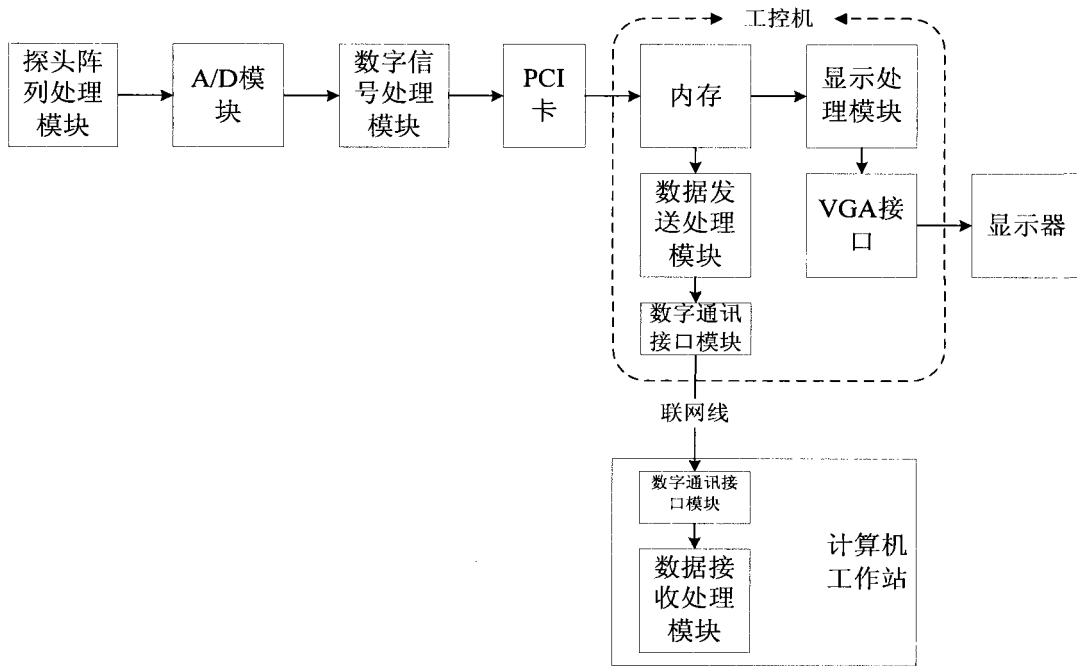 工控机
探头阵
列处理
模块
A/D模
块
数字信
号处理
模块
PCI
卡
内存
显示处
理模块
数据发
送处理
模块
VGA接
口
显示器
数字通讯
接口模块
联网线
数字通讯接
口模块
数据接
收处理
模块
计算机
工作站